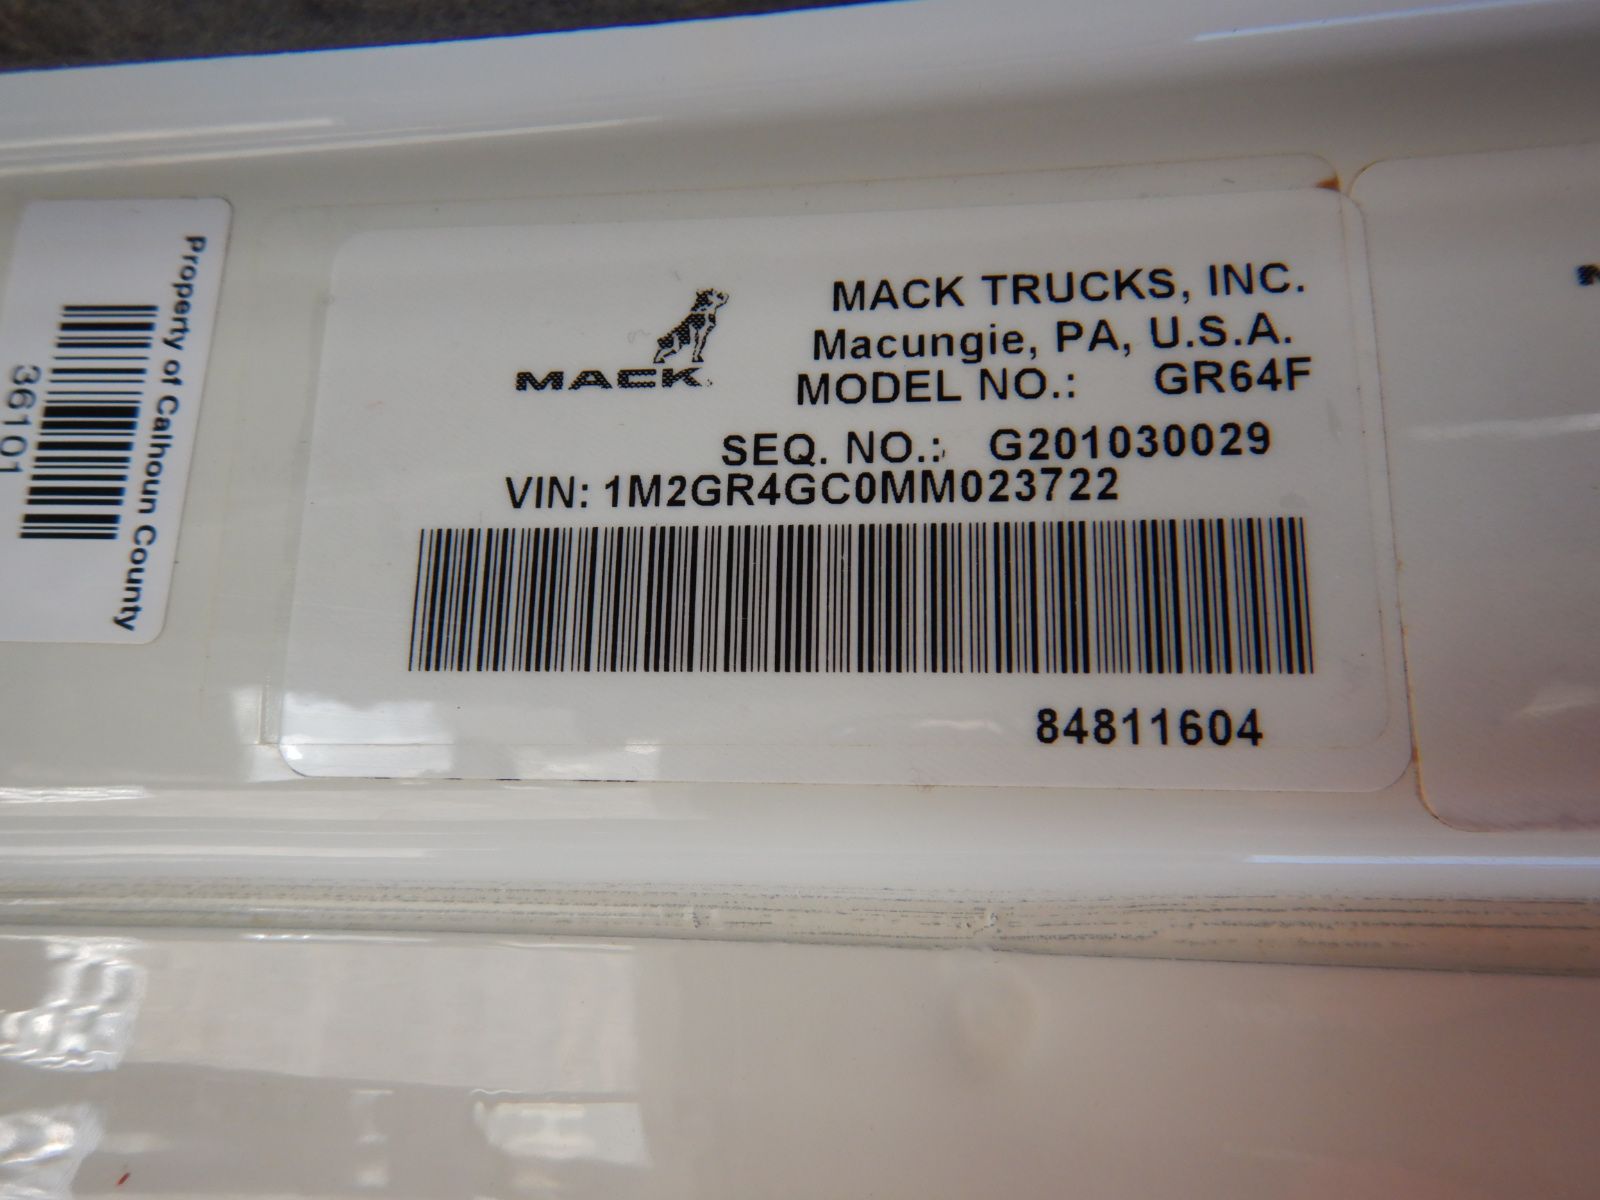 Property of Calhoun County
36101
MACK
MACK TRUCKS, INC.
Macungie, PA, U.S.A.
MODEL NO.: GR64F
SEQ. NO.: G201030029
VIN: 1M2GR4GC0MM023722
84811604